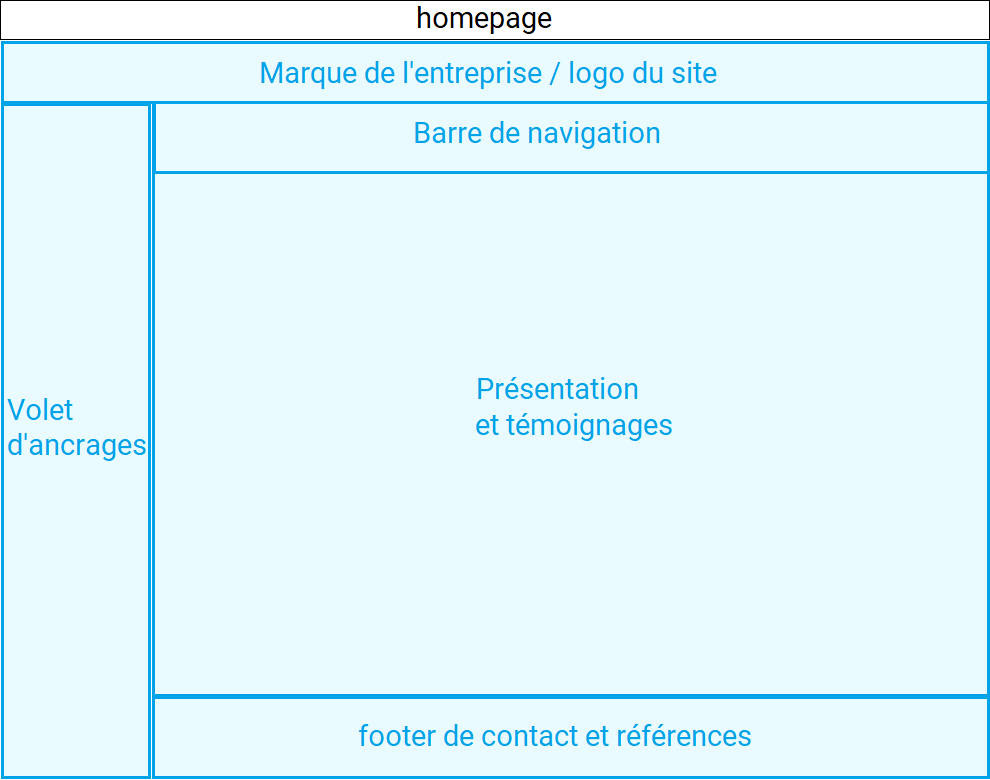 homepage
Marque de l'entreprise / logo du site
Barre de navigation
Volet
d'ancrages
Présentation
et témoignages
footer de contact et références